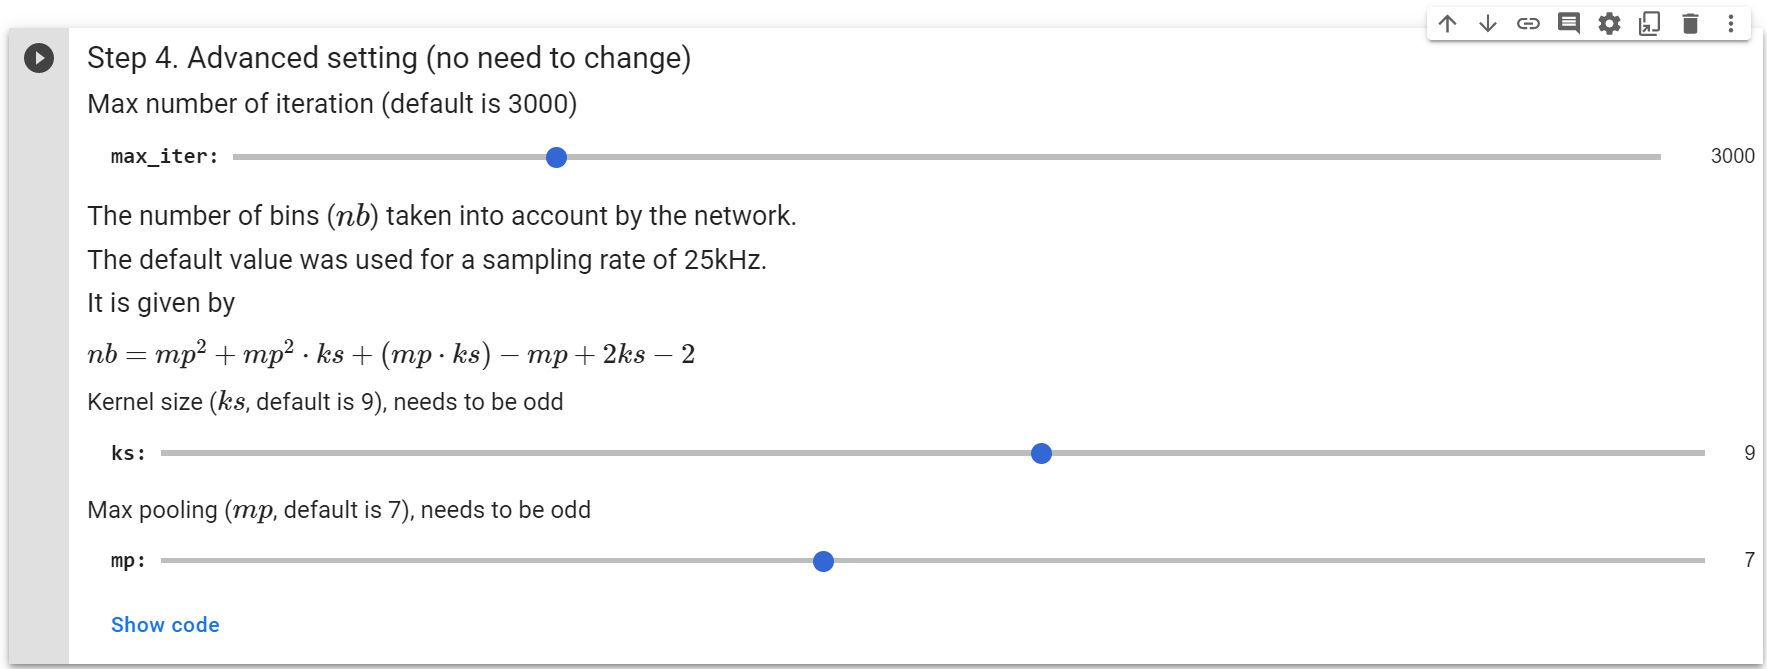 Step 4. Advanced setting (no need to change)
Max number of iteration (default is 3000)
max_iter: 3000
The number of bins (nb) taken into account by the network.
The default value was used for a sampling rate of 25kHz.
It is given by
nb = mp² + mp² · ks + (mp · ks) − mp + 2ks − 2
Kernel size (ks, default is 9), needs to be odd
ks: 9
Max pooling (mp, default is 7), needs to be odd
mp: 7
Show code